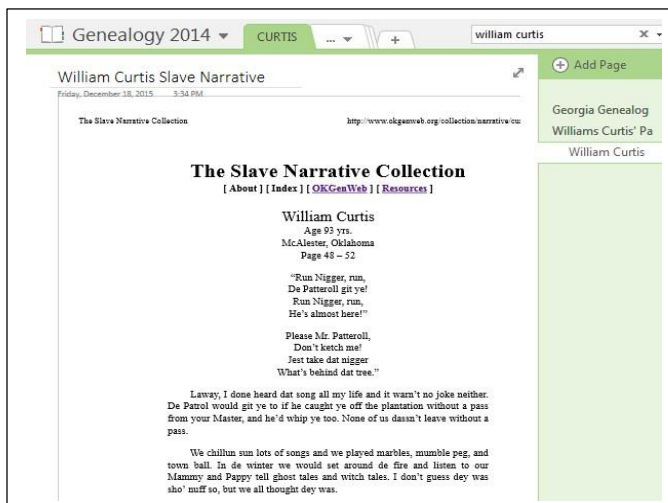 Genealogy 2014
CURTIS
...
+
william curtis
x
William Curtis Slave Narrative
Friday, December 18, 2015 3:34 PM
Add Page
Georgia Genealog
Williams Curtis' Pa
William Curtis
The Slave Narrative Collection
http://www.okgenweb.org/collection/narrative/cu
The Slave Narrative Collection
[ About ] [ Index ] [ OKGenWeb ] [ Resources ]
William Curtis
Age 93 yrs.
McAlester, Oklahoma
Page 48 – 52
“Run Nigger, run,
De Patteroll git ye!
Run Nigger, run,
He’s almost here!”
Please Mr. Patteroll,
Don’t ketch me!
Jest take dat nigger
What’s behind dat tree.”
Laway, I done heard dat song all my life and it warn’t no joke neither.
De Patrol would git ye to if he caught ye off the plantation without a pass
from your Master, and he’d whip ye too. None of us dassn’t leave without a
pass.
We chillun sun lots of songs and we played marbles, mumble peg, and
town ball. In de winter we would set around de fire and listen to our
Mammy and Pappy tell ghost tales and witch tales. I don’t guess dey was
sho’ nuff so, but we all thought dey was.